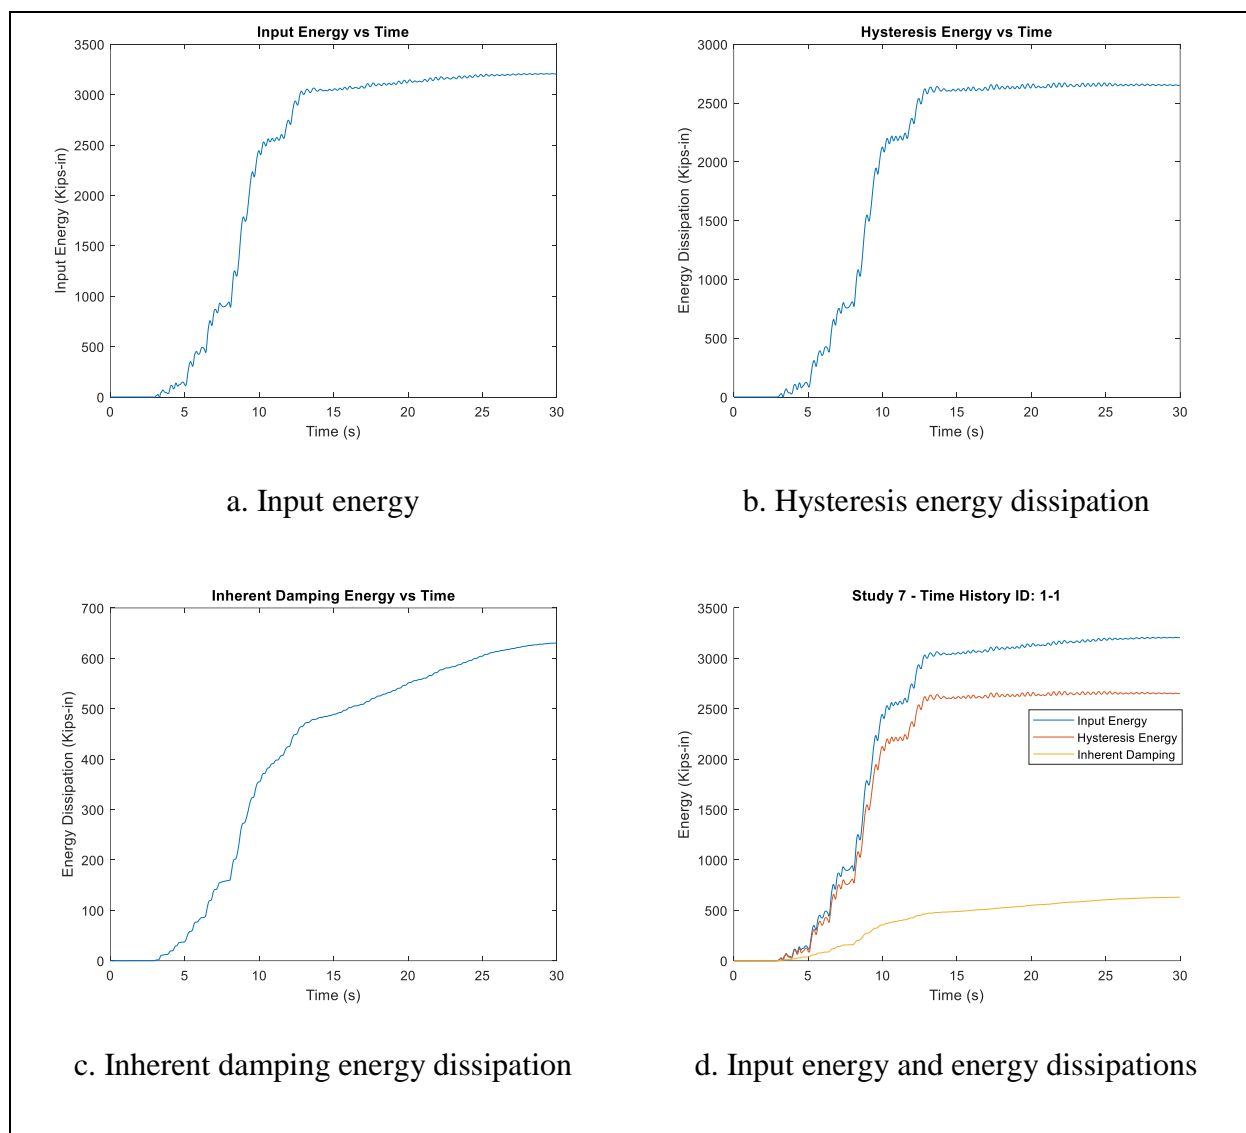 Input Energy vs Time
3500
3000
2500
2000
1500
1000
500
0
Input Energy (Kips-in)
0 5 10 15 20 25 30
Time (s)
a. Input energy
Hysteresis Energy vs Time
3000
2500
2000
1500
1000
500
0
Energy Dissipation (Kips-in)
0 5 10 15 20 25 30
Time (s)
b. Hysteresis energy dissipation
Inherent Damping Energy vs Time
700
600
500
400
300
200
100
0
Energy Dissipation (Kips-in)
0 5 10 15 20 25 30
Time (s)
c. Inherent damping energy dissipation
Study 7 - Time History ID: 1-1
3500
3000
2500
2000
1500
1000
500
0
Energy (Kips-in)
Input Energy
Hysteresis Energy
Inherent Damping
0 5 10 15 20 25 30
Time (s)
d. Input energy and energy dissipations